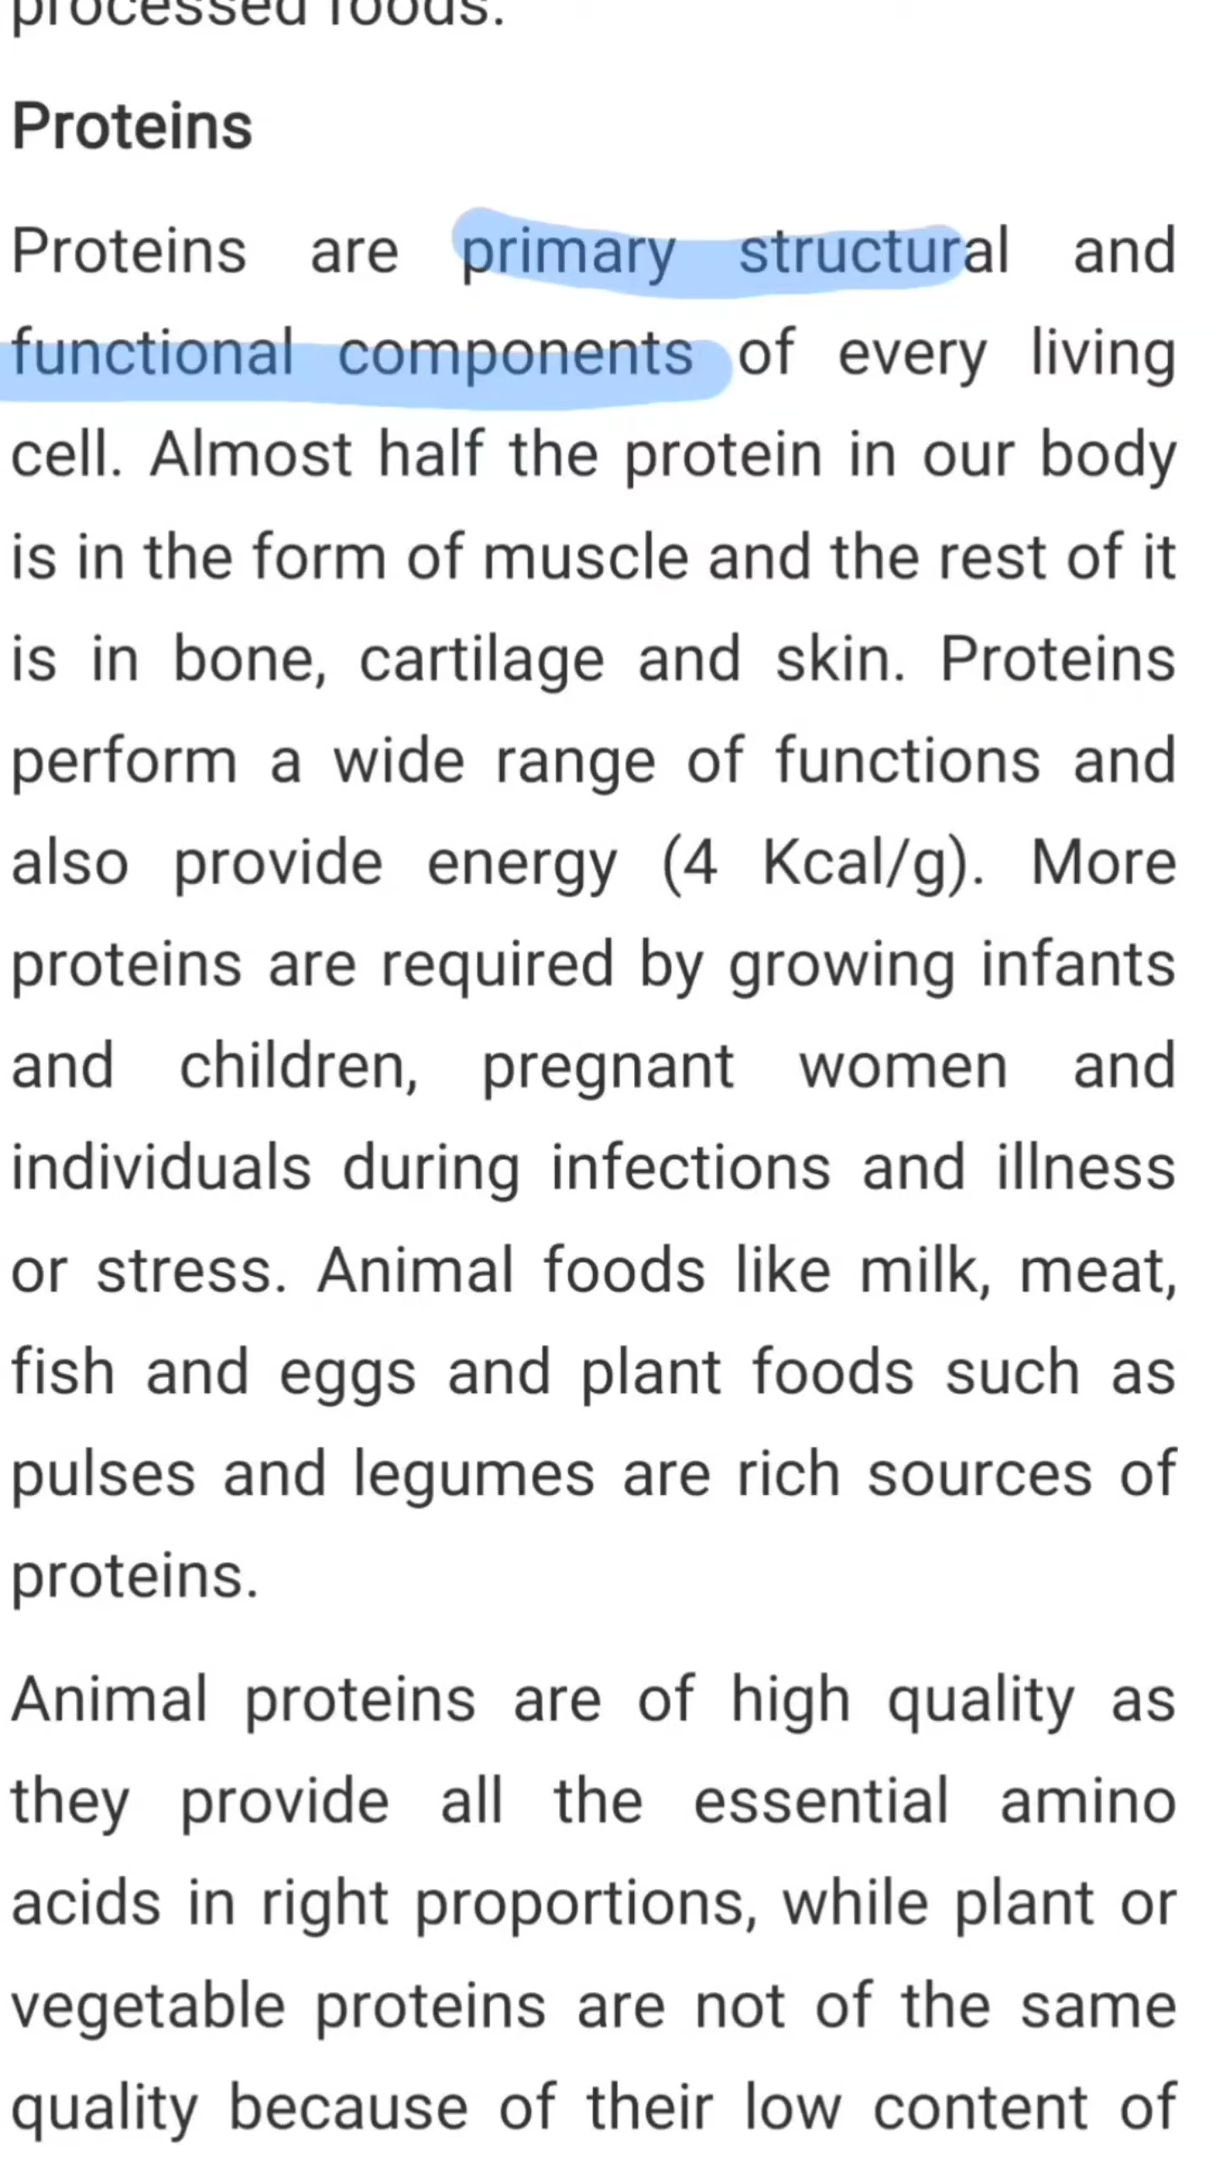 processed foods.
Proteins
Proteins are primary structural and
functional components of every living
cell. Almost half the protein in our body
is in the form of muscle and the rest of it
is in bone, cartilage and skin. Proteins
perform a wide range of functions and
also provide energy (4 Kcal/g). More
proteins are required by growing infants
and children, pregnant women and
individuals during infections and illness
or stress. Animal foods like milk, meat,
fish and eggs and plant foods such as
pulses and legumes are rich sources of
proteins.
Animal proteins are of high quality as
they provide all the essential amino
acids in right proportions, while plant or
vegetable proteins are not of the same
quality because of their low content of